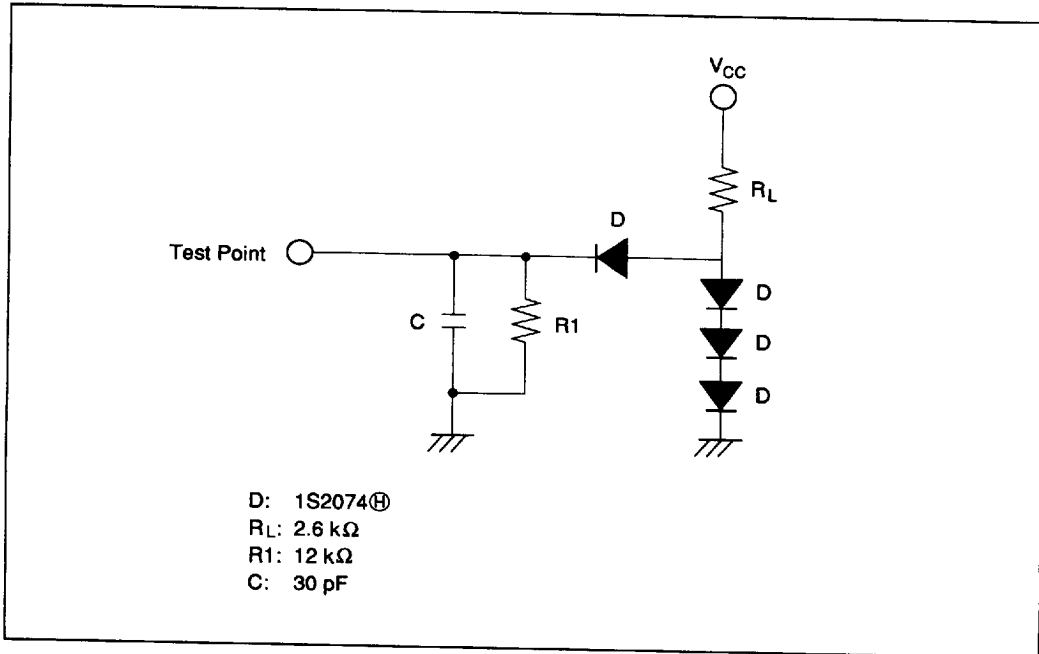 VCC
RL
D
Test Point
D
C
R1
D
D
D: 1S2074Ⓗ
RL: 2.6 kΩ
R1: 12 kΩ
C: 30 pF